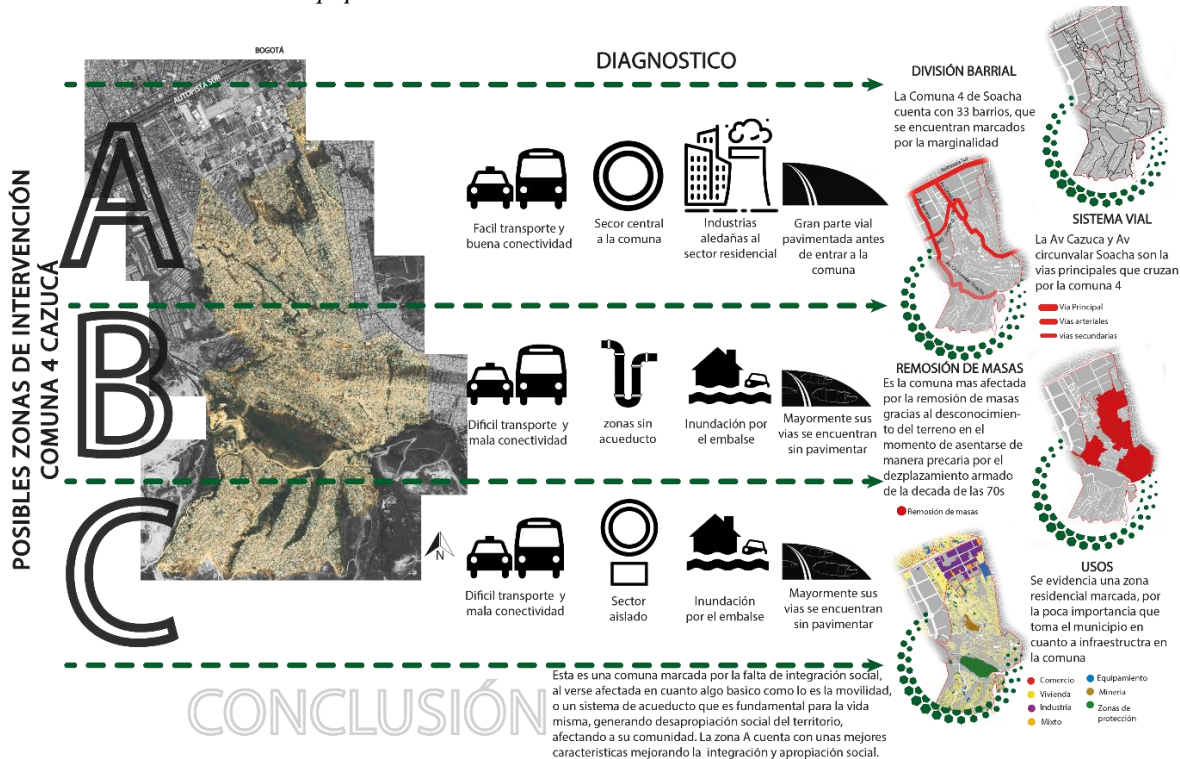 POSIBLES ZONAS DE INTERVENCIÓN
COMUNA 4 CAZUCÁ
BOGOTÁ
AUTOPISTA SUR
A
B
C
N
DIAGNOSTICO
Facil transporte y
buena conectividad
Secor central
a la comuna
Industrias
aledañas al
sector residencial
Gran parte vial
pavimentada antes
de entrar a la
comuna
Dificil transporte y
mala conectividad
zonas sin
acueducto
Inundación por
el embalse
Mayormente sus
vias se encuentran
sin pavimentar
Dificil transporte y
mala conectividad
Sector
aislado
Inundación
por el embalse
Mayormente sus
vias se encuentran
sin pavimentar
DIVISIÓN BARRIAL
La Comuna 4 de Soacha
cuenta con 33 barrios, que
se encuentran marcados
por la marginalidad
SISTEMA VIAL
La Av Cazuca y Av
circunvalar Soacha son la
vias principales que cruzan
por la comuna 4
Via Principal
Vias arteriales
vias secundarias
REMOSIÓN DE MASAS
Es la comuna mas afectada
por la remosión de masas
gracias al desconocimien-
to del terreno en el
momento de asentarse de
manera precaria por el
dezplazamiento armado
de la decada de las 70s
Remosión de masas
USOS
Se evidencia una zona
residencial marcada, por
la poca importancia que
toma el municipio en
cuanto a infraestructra en
la comuna
Comercio
Vivienda
Industria
Mixto
Equipamiento
Mineria
Zonas de
protección
CONCLUSIÓN
Esta es una comuna marcada por la falta de integración social,
al verse afectada en cuanto algo basico como lo es la movilidad,
o un sistema de acueducto que es fundamental para la vida
misma, generando desapropiación social del territorio,
afectando a su comunidad. La zona A cuenta con unas mejores
caracteristicas mejorando la integración y apropiación social.